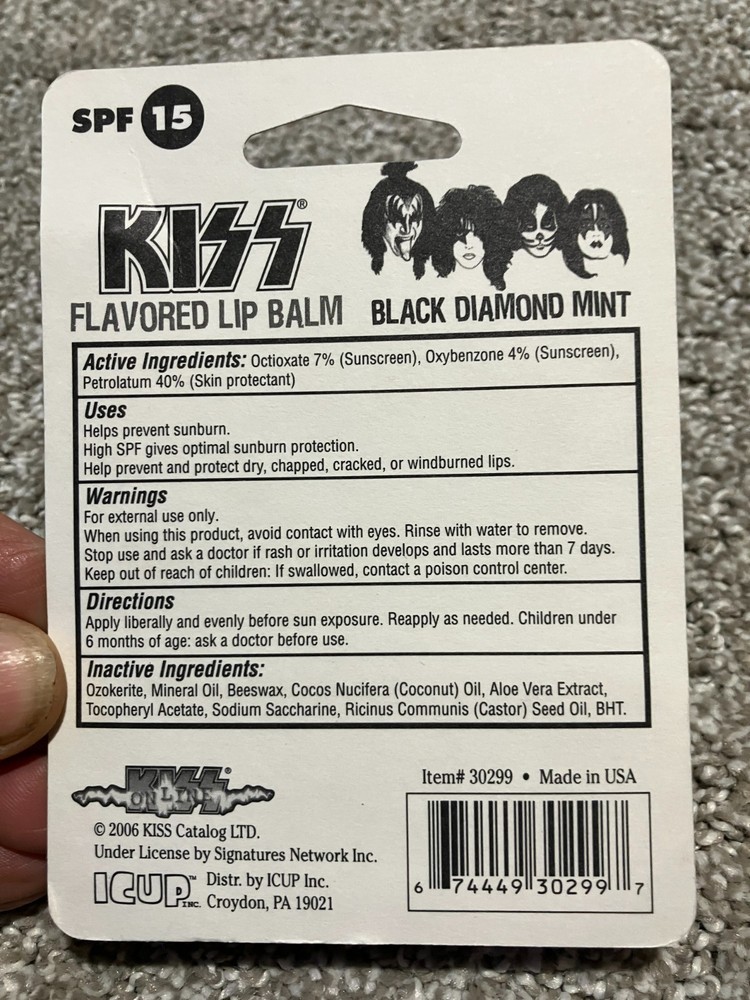 SPF 15
KISS®
FLAVORED LIP BALM BLACK DIAMOND MINT
Active Ingredients: Octioxate 7% (Sunscreen), Oxybenzone 4% (Sunscreen),
Petrolatum 40% (Skin protectant)
Uses
Helps prevent sunburn.
High SPF gives optimal sunburn protection.
Help prevent and protect dry, chapped, cracked, or windburned lips.
Warnings
For external use only.
When using this product, avoid contact with eyes. Rinse with water to remove.
Stop use and ask a doctor if rash or irritation develops and lasts more than 7 days.
Keep out of reach of children: If swallowed, contact a poison control center.
Directions
Apply liberally and evenly before sun exposure. Reapply as needed. Children under
6 months of age: ask a doctor before use.
Inactive Ingredients:
Ozokerite, Mineral Oil, Beeswax, Cocos Nucifera (Coconut) Oil, Aloe Vera Extract,
Tocopheryl Acetate, Sodium Saccharine, Ricinus Communis (Castor) Seed Oil, BHT.
KISS®
ONLINE
© 2006 KISS Catalog LTD.
Under License by Signatures Network Inc.
ICUP™ INC.
Distr. by ICUP Inc.
Croydon, PA 19021
Item# 30299 • Made in USA
6 74449 30299 7